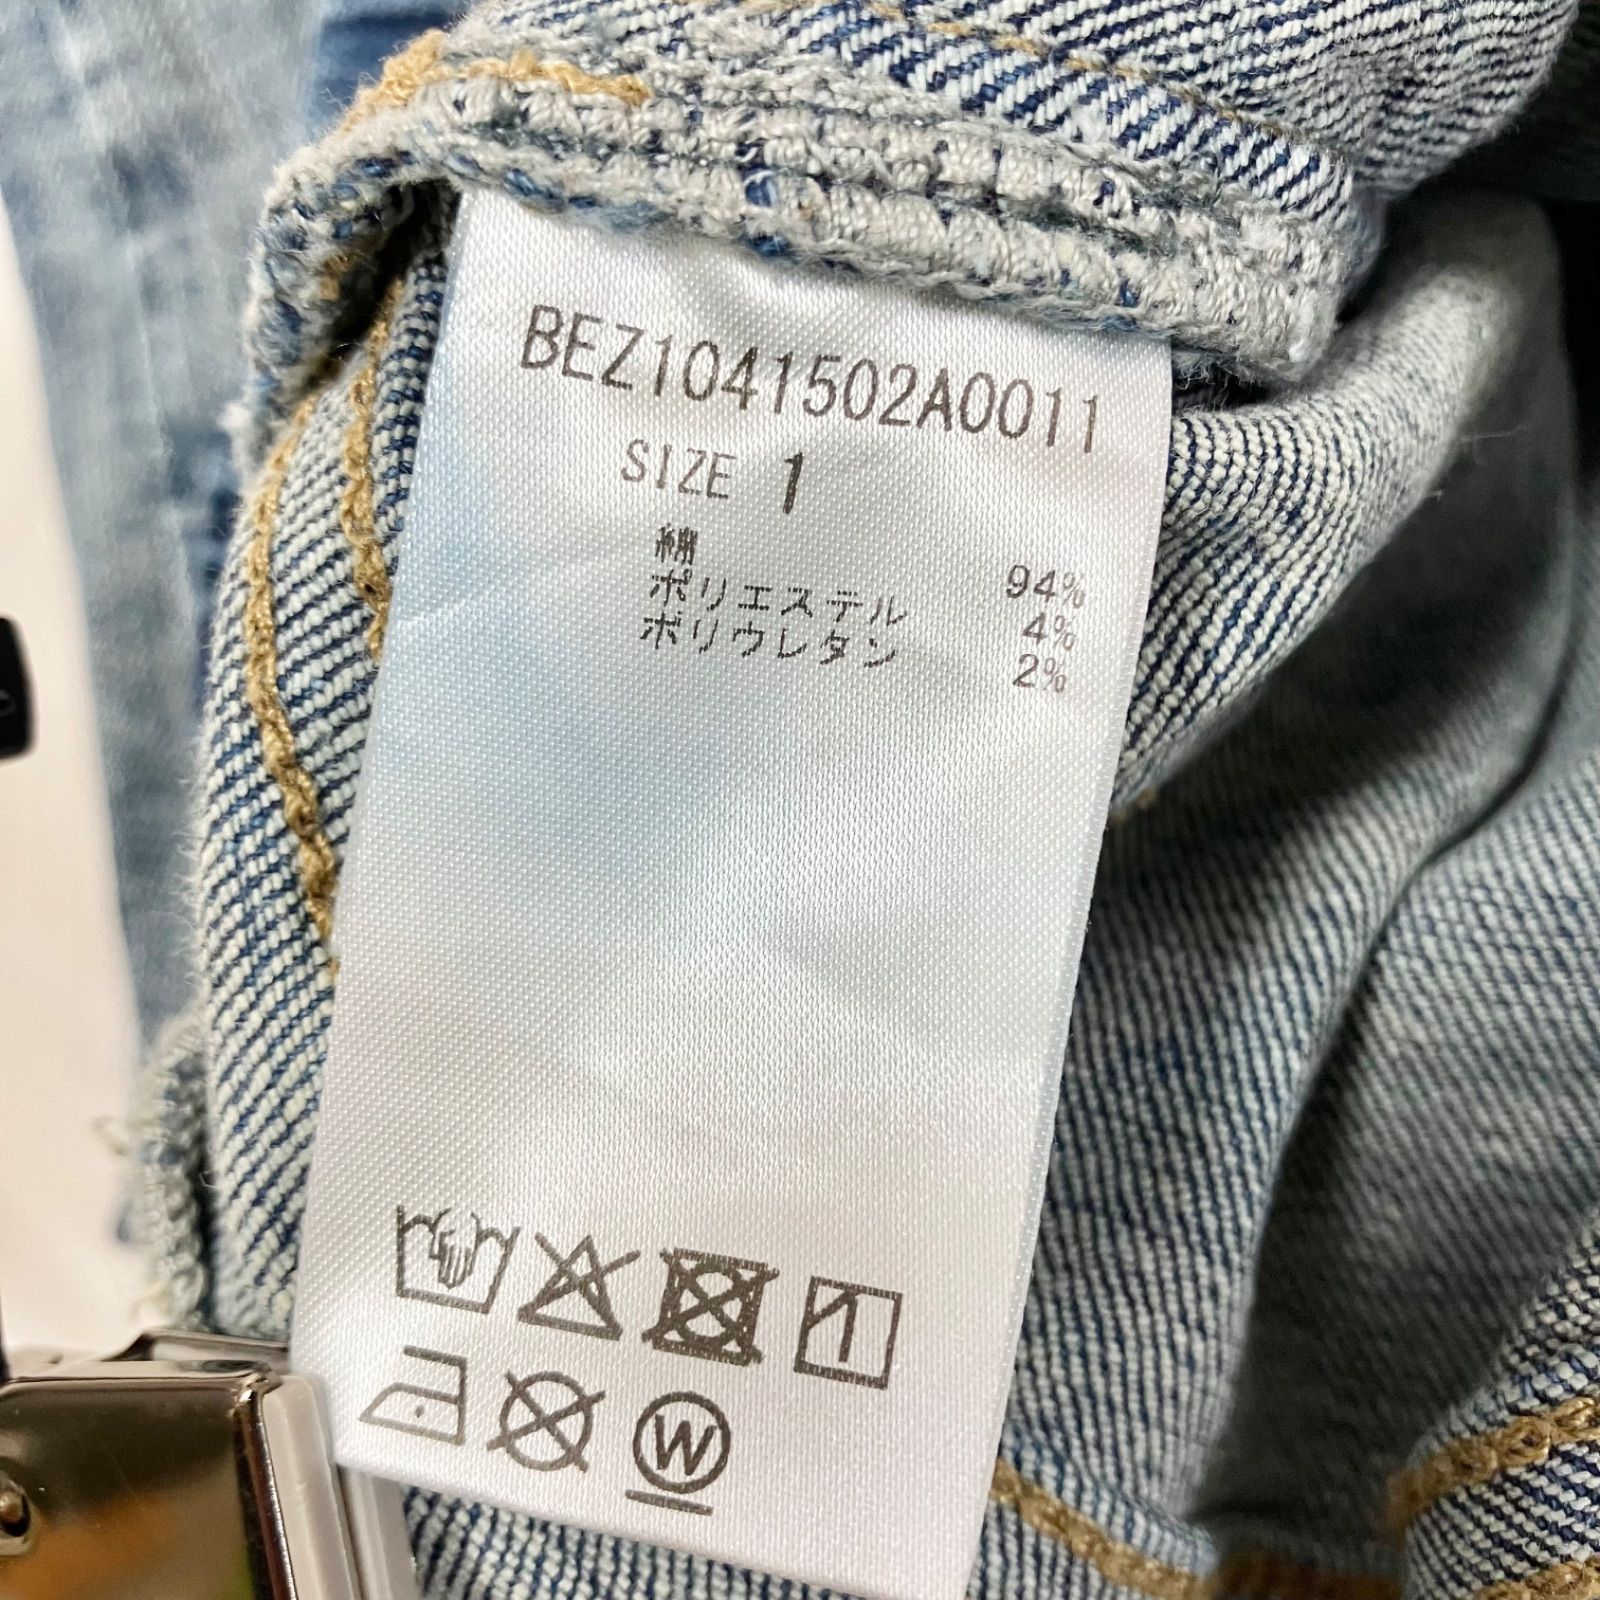 BEZ1041502A0011
SIZE 1
綿 94%
ポリエステル 4%
ポリウレタン 2%
W